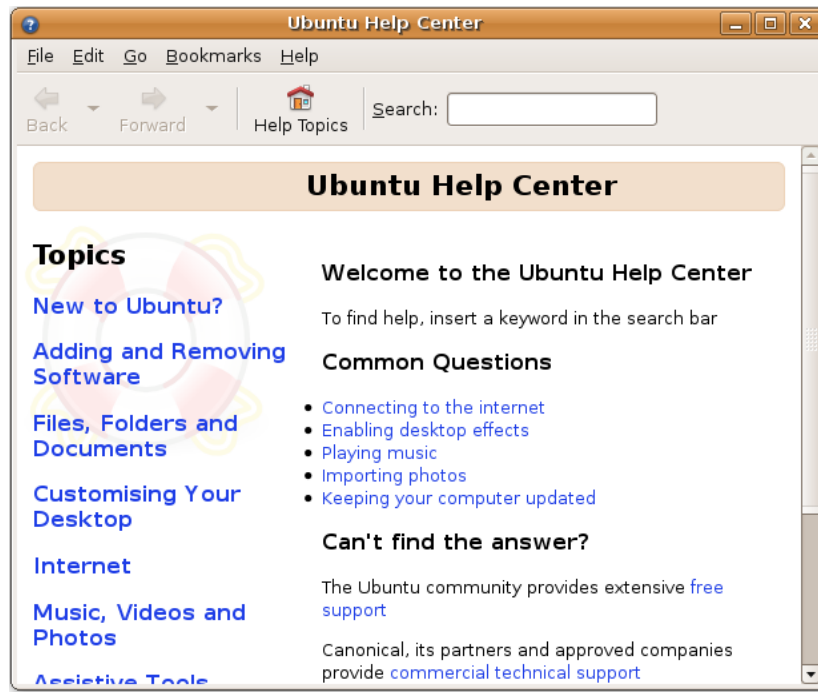 Ubuntu Help Center
File Edit Go Bookmarks Help
Back Forward Help Topics Search:
Ubuntu Help Center
Topics
New to Ubuntu?
Adding and Removing
Software
Files, Folders and
Documents
Customising Your
Desktop
Internet
Music, Videos and
Photos
Assistive Tools
Welcome to the Ubuntu Help Center
To find help, insert a keyword in the search bar
Common Questions
Connecting to the internet
Enabling desktop effects
Playing music
Importing photos
Keeping your computer updated
Can't find the answer?
The Ubuntu community provides extensive free
support
Canonical, its partners and approved companies
provide commercial technical support